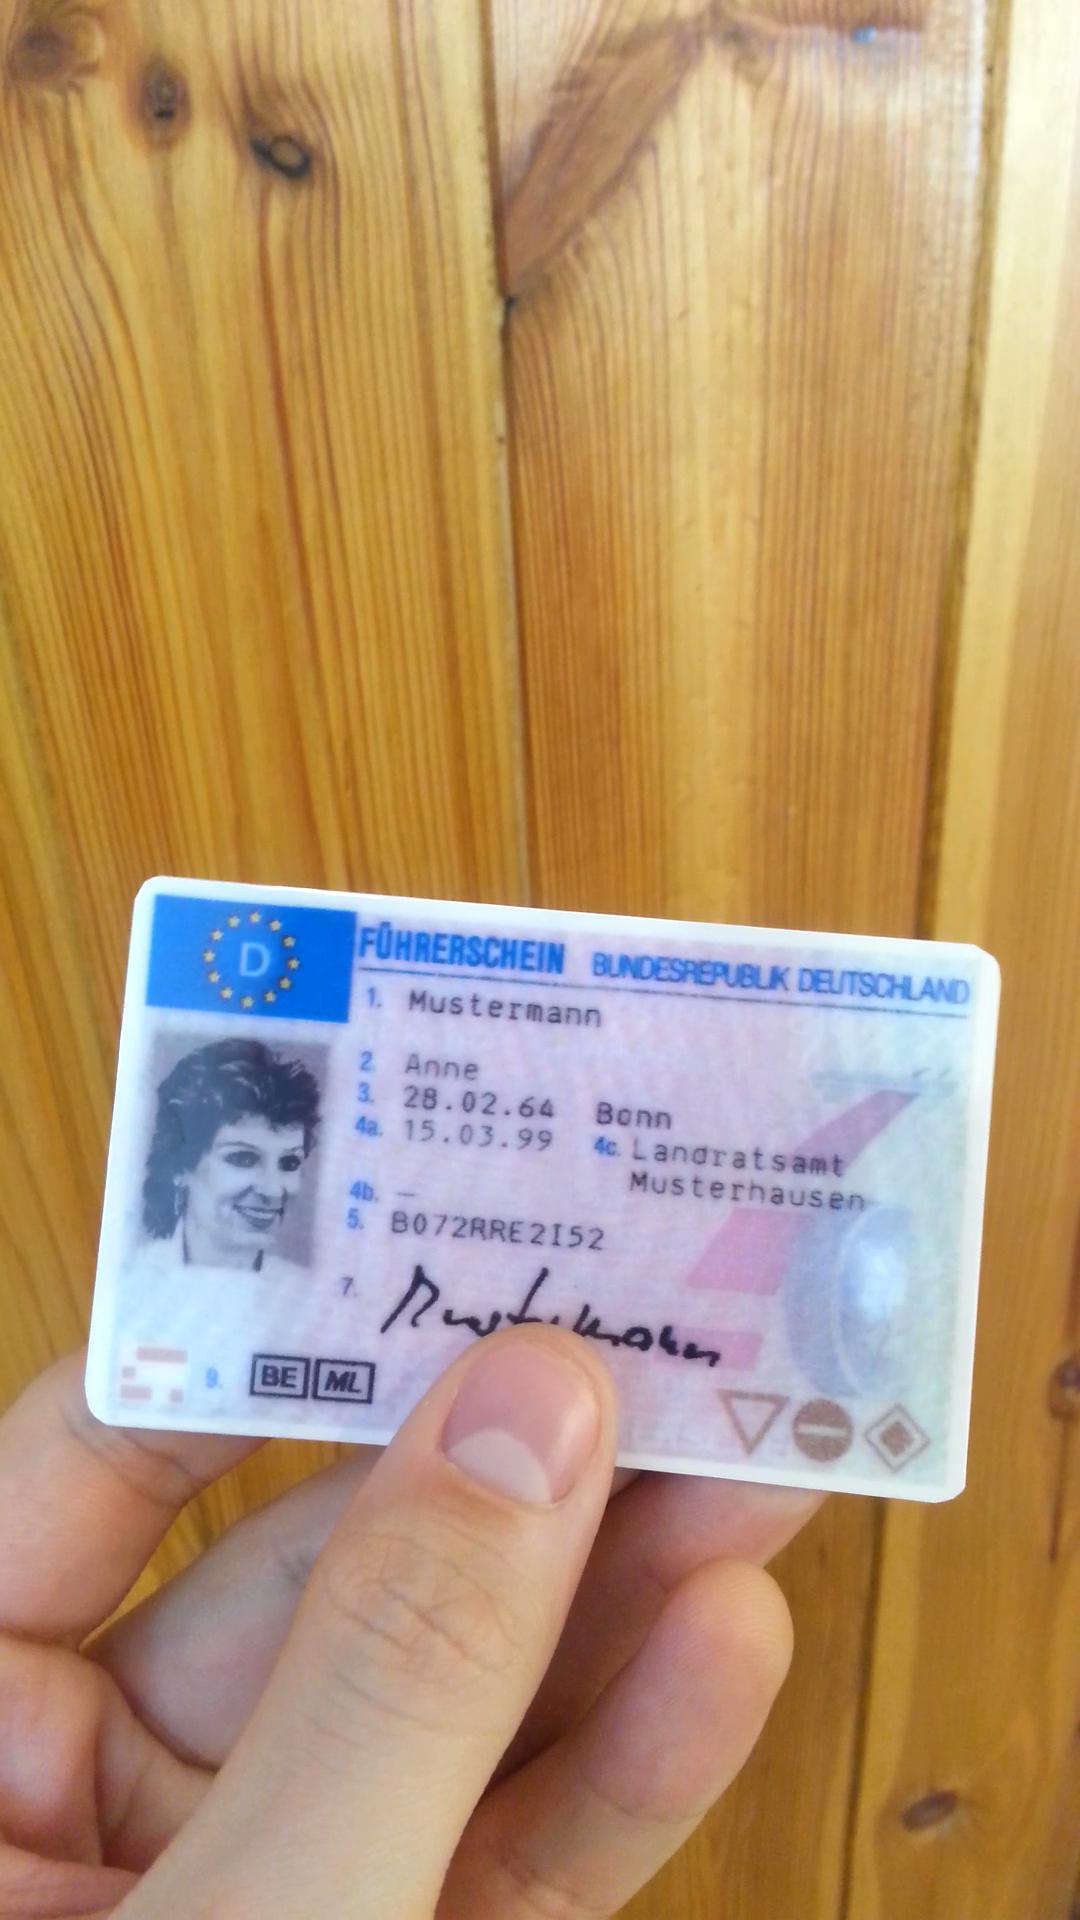 D
FÜHRERSCHEIN BUNDESREPUBLIK DEUTSCHLAND
1. Mustermann
2. Anne
3. 28.02.64 Bonn
4a. 15.03.99 4c. Landratsamt
Musterhausen
4b. –
5. B072RRE2I52
7. Mustermann
9. BE ML